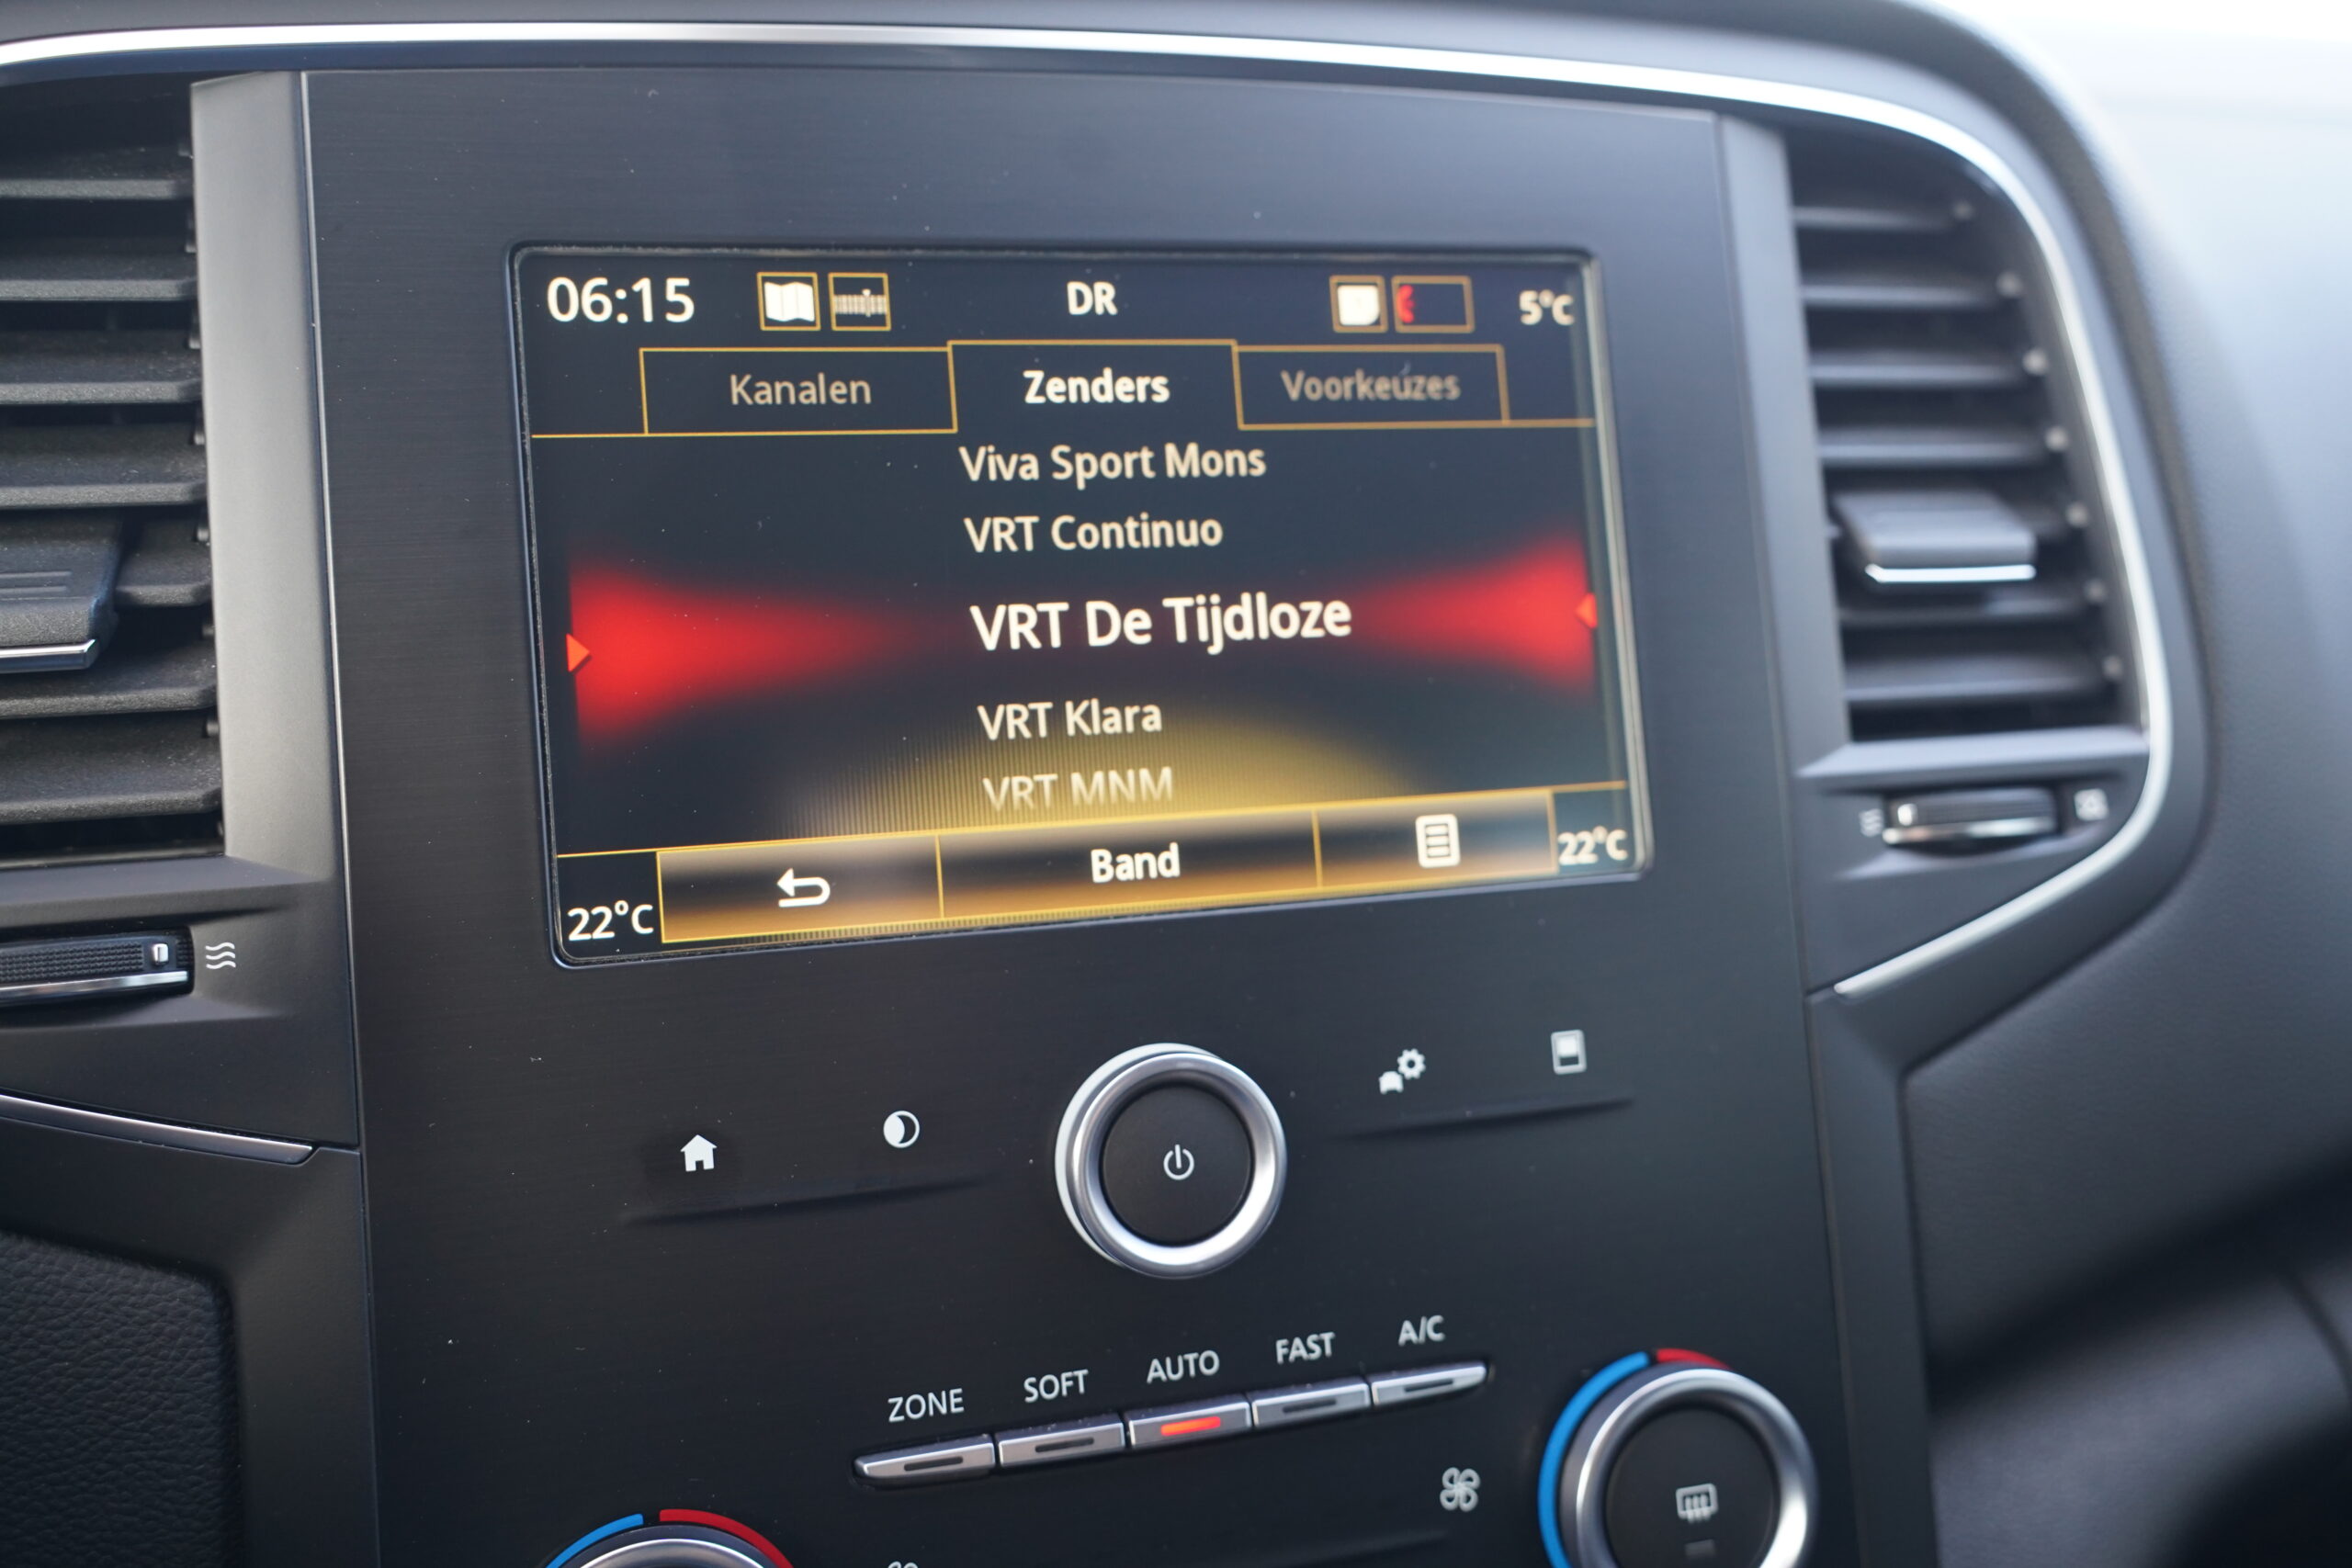 06:15 DR 5°C
Kanalen Zenders Voorkeuzes
Viva Sport Mons
VRT Continuo
VRT De Tijdloze
VRT Klara
VRT MNM
22°C Band 22°C
ZONE SOFT AUTO FAST A/C